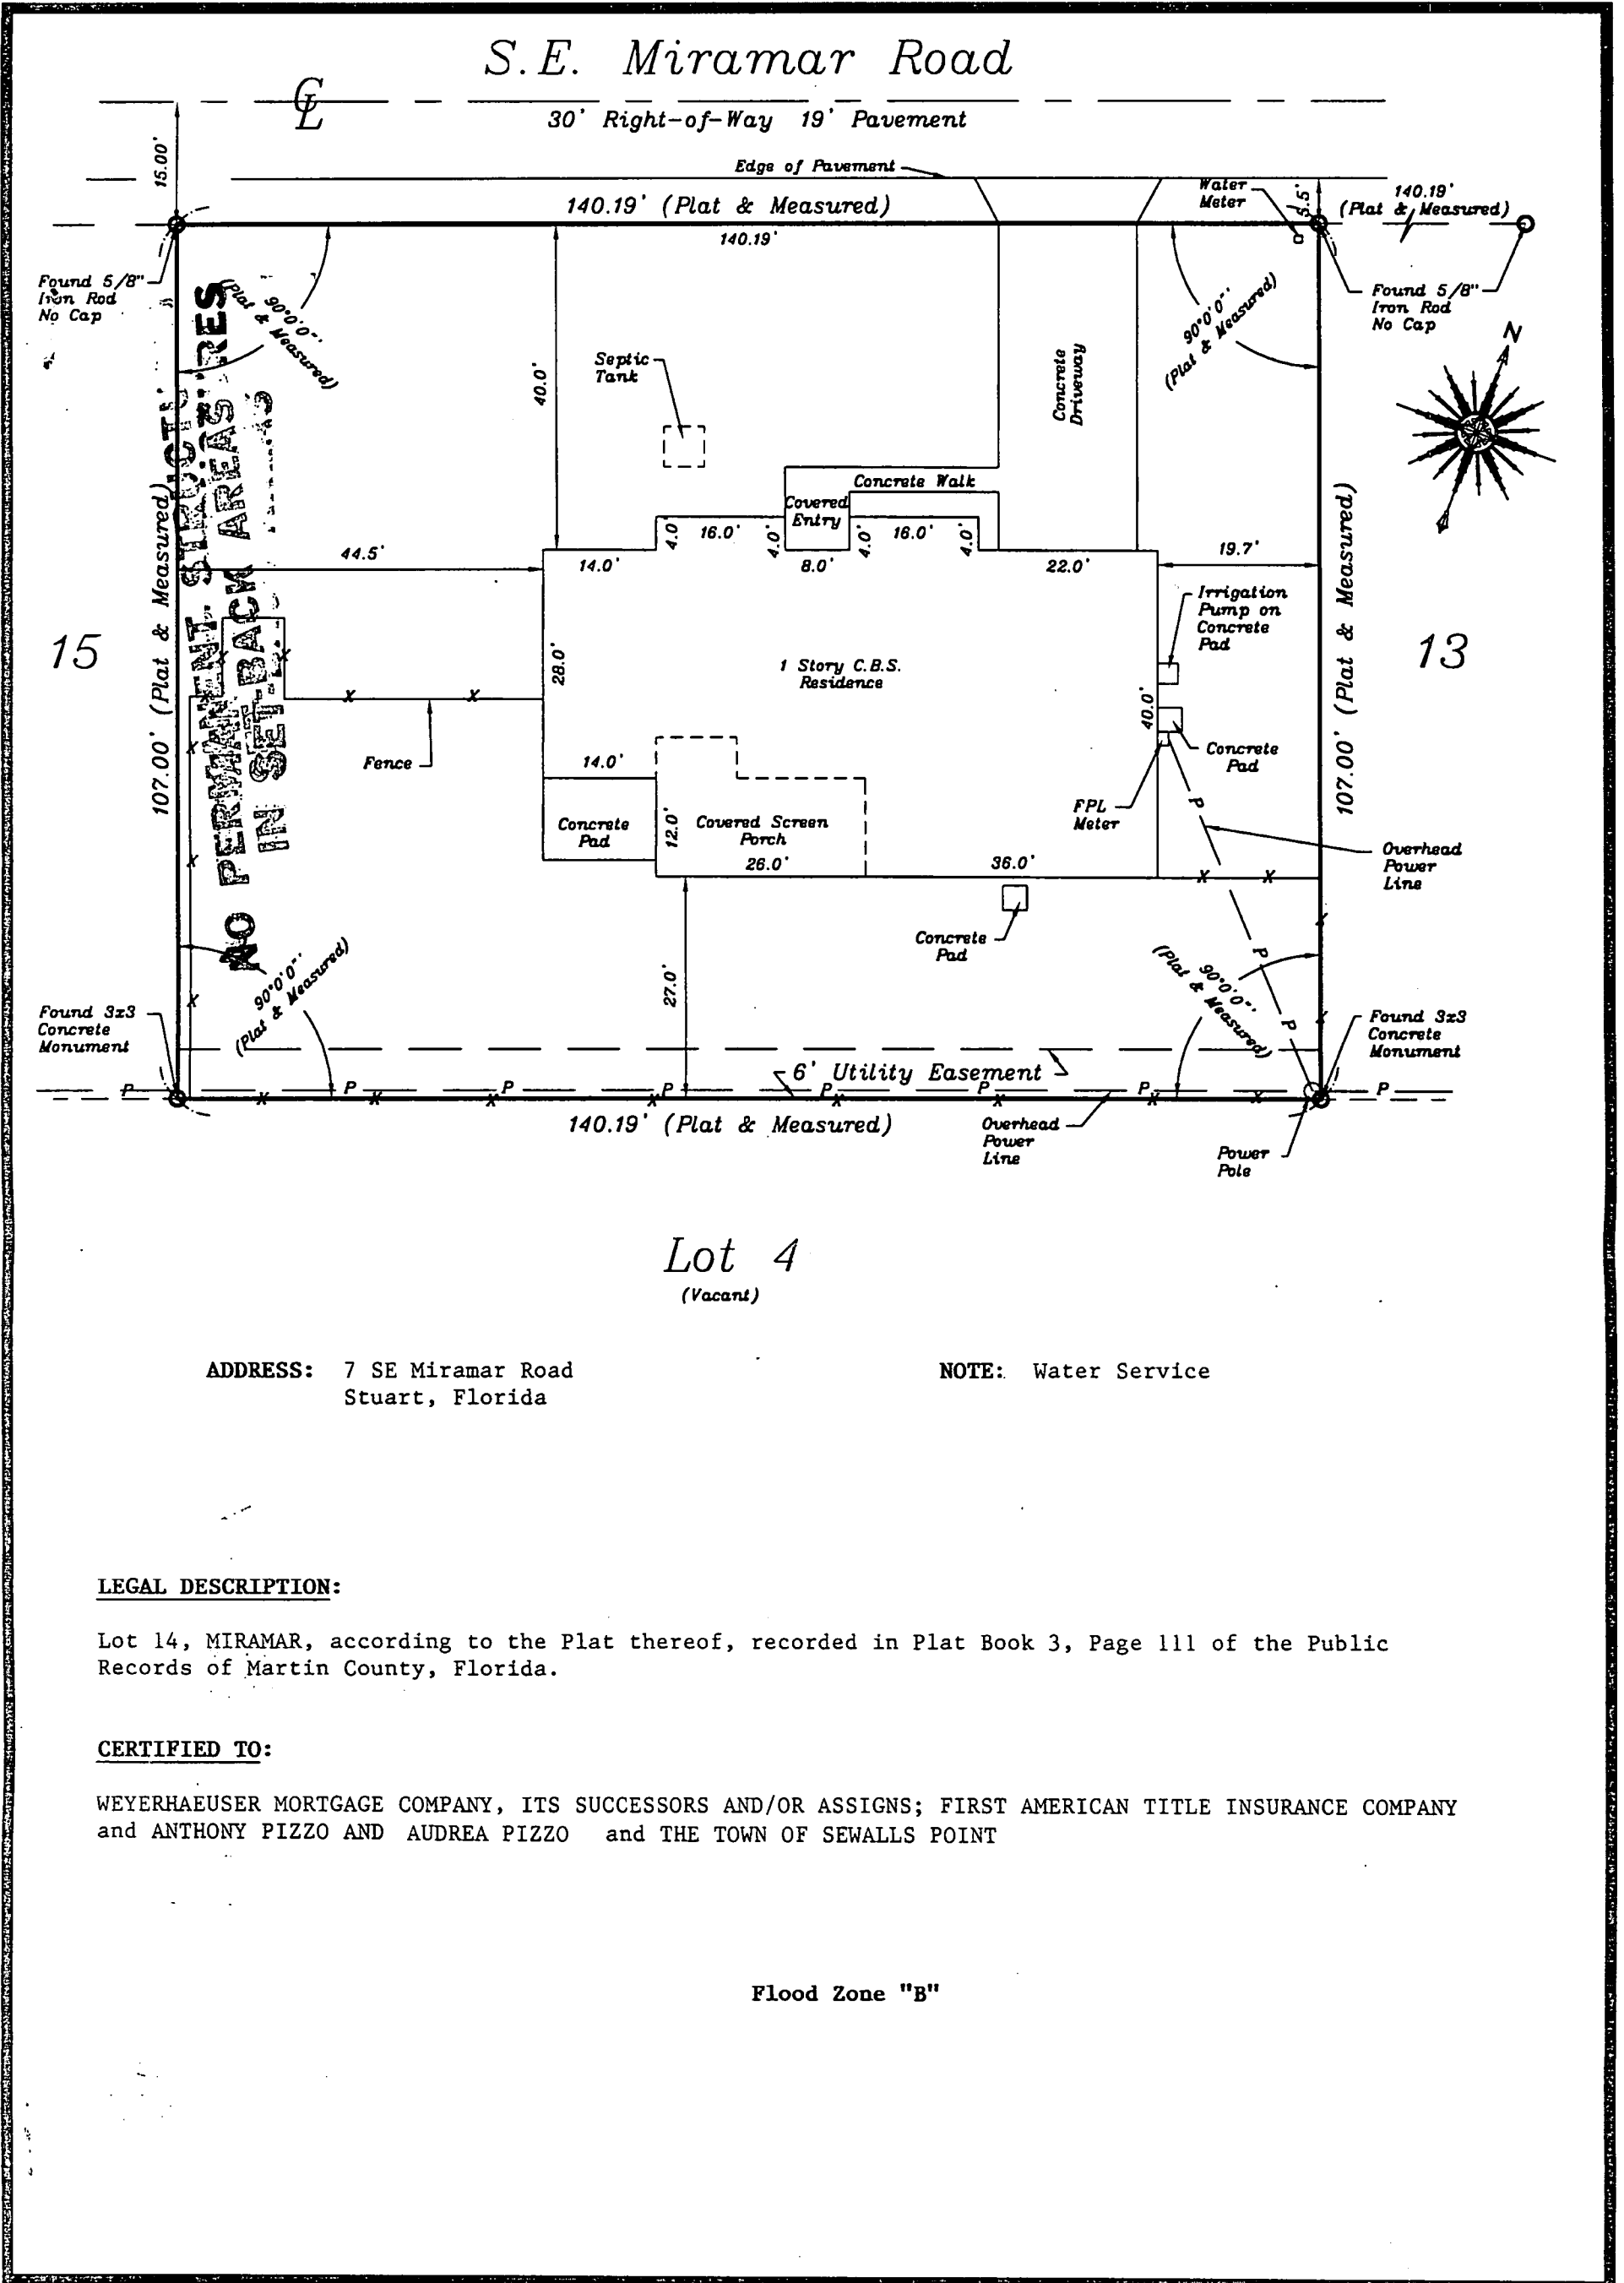 S.E. Miramar Road
CL
30' Right-of-Way 19' Pavement
15.00'
Edge of Pavement
Water
Meter
5.5'
140.19'
(Plat & Measured)
140.19' (Plat & Measured)
140.19'
Found 5/8"
Iron Rod
No Cap
90°0'0"
(Plat & Measured)
90°0'0"
(Plat & Measured)
Found 5/8"
Iron Rod
No Cap
N
40.0'
Septic
Tank
Concrete
Driveway
Concrete Walk
Covered
Entry
4.0'
16.0'
4.0'
4.0'
16.0'
4.0'
44.5'
14.0'
8.0'
22.0'
19.7'
107.00' (Plat & Measured)
NO PERMANENT STRUCTURES
IN SET-BACK AREAS
15
28.0'
1 Story C.B.S.
Residence
Irrigation
Pump on
Concrete
Pad
13
107.00' (Plat & Measured)
40.0'
Fence
14.0'
Concrete
Pad
FPL
Meter
Concrete
Pad
12.0'
Covered Screen
Porch
26.0'
36.0'
Overhead
Power
Line
X X
X X
X X
X
X
X
X
X
X
X
P
P
P
Concrete
Pad
27.0'
90°0'0"
(Plat & Measured)
90°0'0"
(Plat & Measured)
Found 3x3
Concrete
Monument
Found 3x3
Concrete
Monument
6' Utility Easement
P P P P P P P P
X X X X X X X X
140.19' (Plat & Measured)
Overhead
Power
Line
Power
Pole
Lot 4
(Vacant)
ADDRESS: 7 SE Miramar Road
Stuart, Florida
NOTE: Water Service
LEGAL DESCRIPTION:
Lot 14, MIRAMAR, according to the Plat thereof, recorded in Plat Book 3, Page 111 of the Public
Records of Martin County, Florida.
CERTIFIED TO:
WEYERHAEUSER MORTGAGE COMPANY, ITS SUCCESSORS AND/OR ASSIGNS; FIRST AMERICAN TITLE INSURANCE COMPANY
and ANTHONY PIZZO AND AUDREA PIZZO and THE TOWN OF SEWALLS POINT
Flood Zone "B"